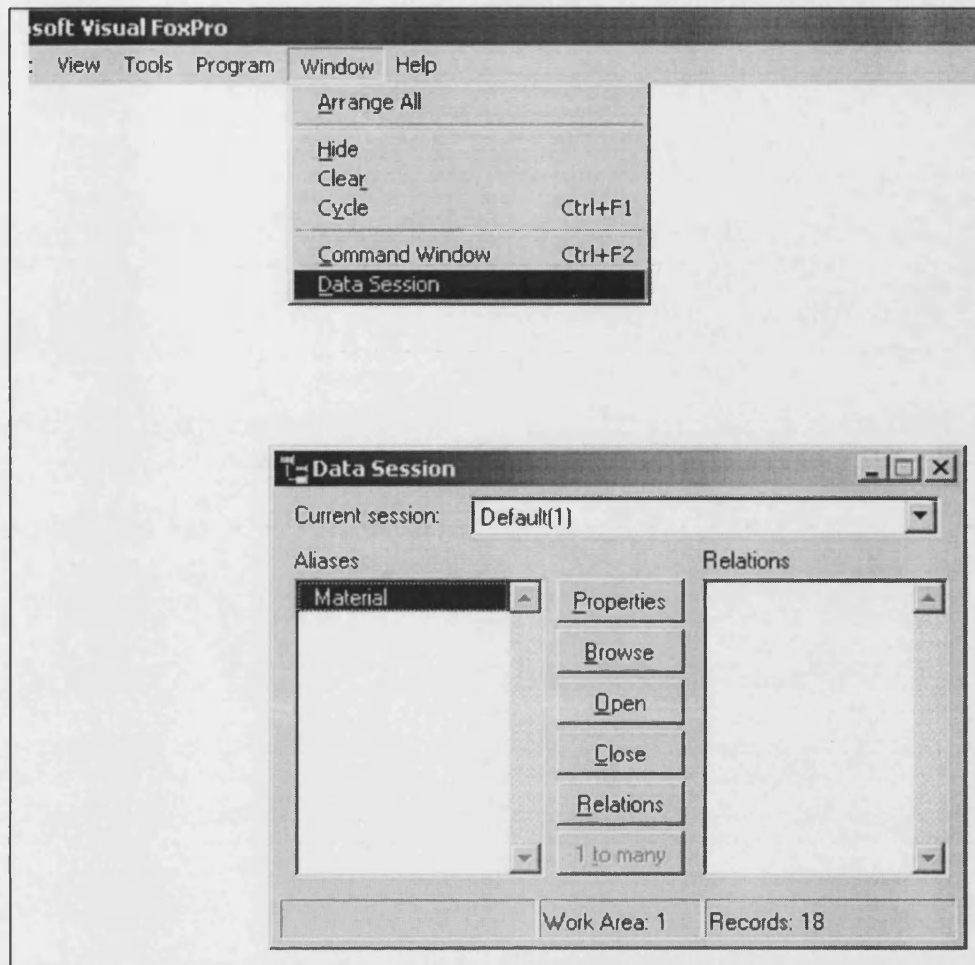 soft Visual FoxPro
: View Tools Program Window Help
Arrange All
Hide
Clear
Cycle Ctrl+F1
Command Window Ctrl+F2
Data Session
Data Session
Current session: Default(1)
Aliases Relations
Material
Properties
Browse
Open
Close
Relations
1 to many
Work Area: 1 Records: 18